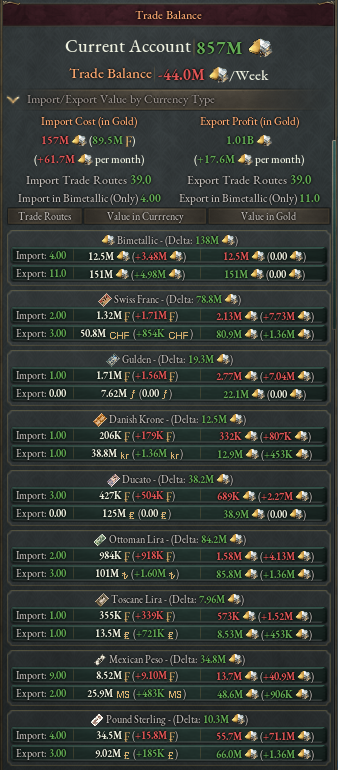 Trade Balance
Current Account 857M
Trade Balance -44.0M /Week
Import/Export Value by Currency Type
Import Cost (in Gold) Export Profit (in Gold)
157M (89.5M ₣) 1.01B
(+61.7M per month) (+17.6M per month)
Import Trade Routes 39.0 Export Trade Routes 39.0
Import in Bimetallic(Only) 4.00 Export in Bimetallic(Only) 11.0
Trade Routes Value in Currrency Value in Gold
Bimetallic - (Delta: 138M )
Import: 4.00 12.5M (+3.48M ) 12.5M (0.00 )
Export: 11.0 151M (+4.98M ) 151M (0.00 )
Swiss Franc - (Delta: 78.8M )
Import: 2.00 1.32M ₣ (+1.71M ₣) 2.13M (+7.73M )
Export: 3.00 50.8M CHF (+854K CHF) 80.9M (+1.36M )
Gulden - (Delta: 19.3M )
Import: 1.00 1.71M ₣ (+1.56M ₣) 2.77M (+7.04M )
Export: 0.00 7.62M ƒ (0.00 ƒ) 22.1M (0.00 )
Danish Krone - (Delta: 12.5M )
Import: 1.00 206K ₣ (+179K ₣) 332K (+807K )
Export: 1.00 38.8M kr (+1.36M kr) 12.9M (+453K )
Ducato - (Delta: 38.2M )
Import: 3.00 427K ₣ (+504K ₣) 689K (+2.27M )
Export: 0.00 125M £ (0.00 £) 38.9M (0.00 )
Ottoman Lira - (Delta: 84.2M )
Import: 2.00 984K ₣ (+918K ₣) 1.58M (+4.13M )
Export: 3.00 101M ₺ (+1.60M ₺) 85.8M (+1.36M )
Toscane Lira - (Delta: 7.96M )
Import: 1.00 355K ₣ (+339K ₣) 573K (+1.52M )
Export: 1.00 13.5M £ (+721K £) 8.53M (+453K )
Mexican Peso - (Delta: 34.8M )
Import: 9.00 8.52M ₣ (+9.10M ₣) 13.7M (+40.9M )
Export: 2.00 25.9M M$ (+483K M$) 48.6M (+906K )
Pound Sterling - (Delta: 10.3M )
Import: 4.00 34.5M ₣ (+15.8M ₣) 55.7M (+71.1M )
Export: 3.00 9.02M £ (+185K £) 66.0M (+1.36M )